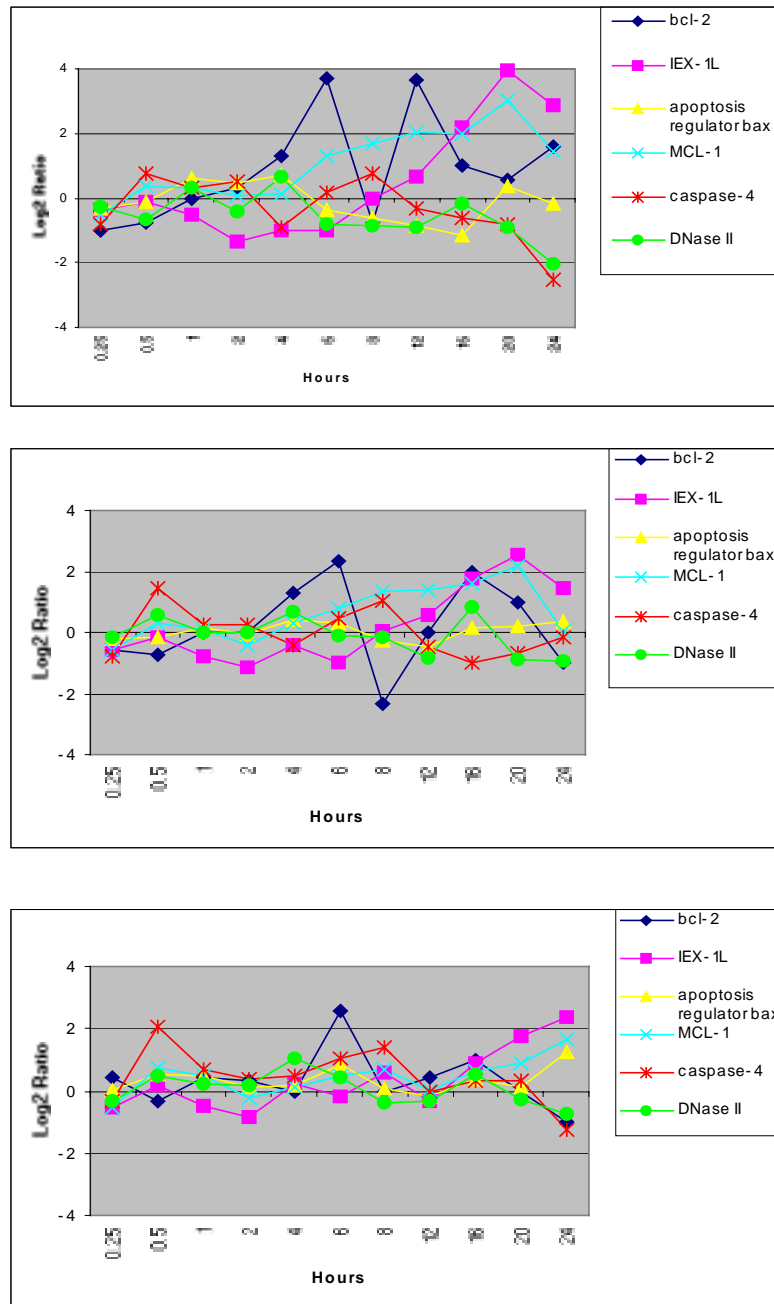 bcl-2
IEX-1L
apoptosis
regulator bax
MCL-1
caspase-4
DNase II
4
2
0
-2
-4
Log2 Ratio
0.25
0.5
1
2
4
6
8
12
16
20
24
Hours
bcl-2
IEX-1L
apoptosis
regulator bax
MCL-1
caspase-4
DNase II
4
2
0
-2
-4
Log2 Ratio
0.25
0.5
1
2
4
6
8
12
16
20
24
Hours
bcl-2
IEX-1L
apoptosis
regulator bax
MCL-1
caspase-4
DNase II
4
2
0
-2
-4
Log2 Ratio
0.25
0.5
1
2
4
6
8
12
16
20
24
Hours